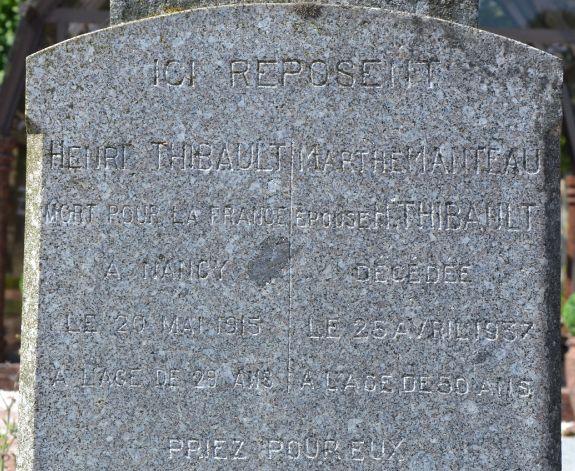 ICI REPOSENT
HENRI THIBAULT
MORT POUR LA FRANCE
A NANCY
LE 20 MAI 1915
A L'AGE DE 29 ANS
MARTHE MANTEAU
EPOUSE H. THIBAULT
DÉCÉDÉE
LE 25 AVRIL 1937
A L'AGE DE 50 ANS
PRIEZ POUR EUX